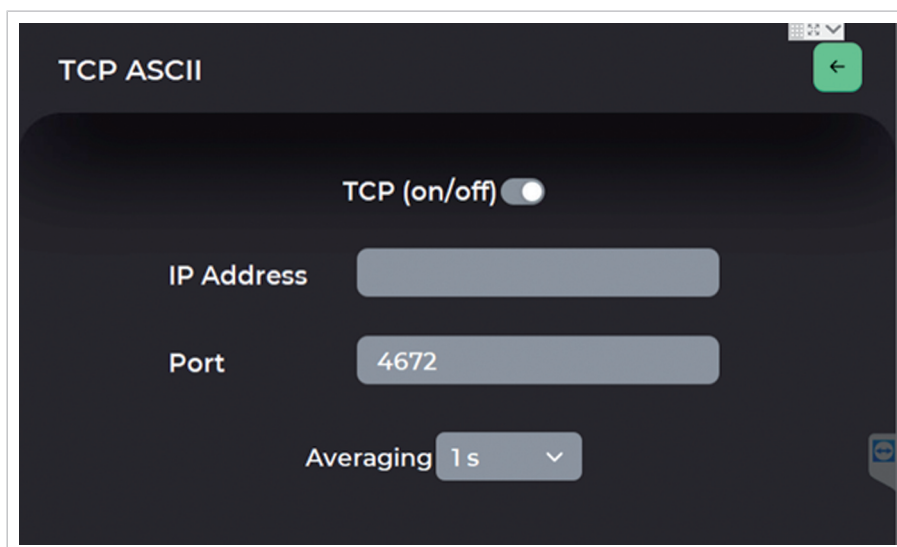 TCP ASCII
TCP (on/off)
IP Address
Port 4672
Averaging 1 s